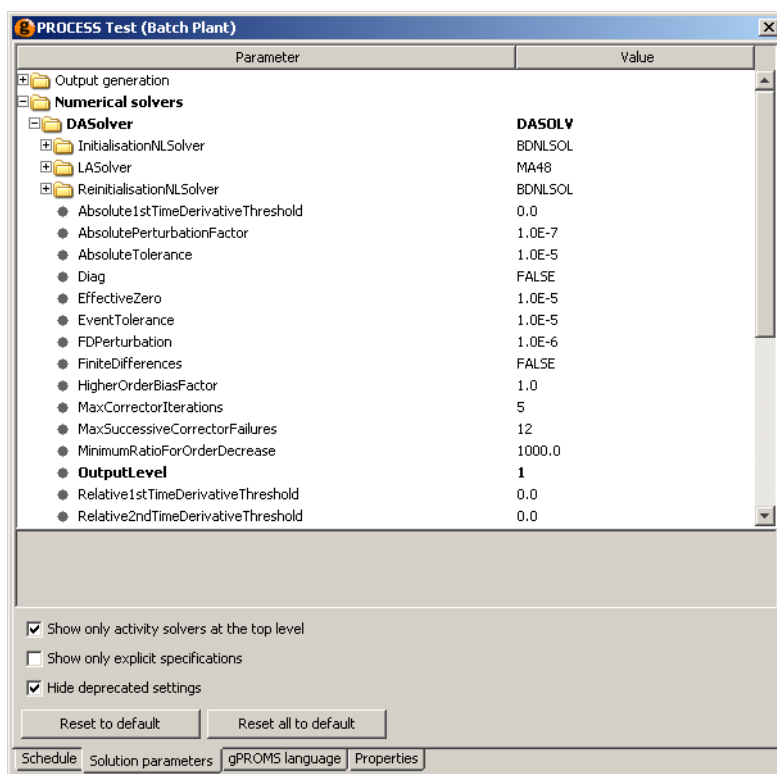 PROCESS Test (Batch Plant)
Parameter Value
Output generation
Numerical solvers
DASolver DASOLV
InitialisationNLSolver BDNLSOL
LASolver MA48
ReinitialisationNLSolver BDNLSOL
Absolute1stTimeDerivativeThreshold 0.0
AbsolutePerturbationFactor 1.0E-7
AbsoluteTolerance 1.0E-5
Diag FALSE
EffectiveZero 1.0E-5
EventTolerance 1.0E-5
FDPerturbation 1.0E-6
FiniteDifferences FALSE
HigherOrderBiasFactor 1.0
MaxCorrectorIterations 5
MaxSuccessiveCorrectorFailures 12
MinimumRatioForOrderDecrease 1000.0
OutputLevel 1
Relative1stTimeDerivativeThreshold 0.0
Relative2ndTimeDerivativeThreshold 0.0
Show only activity solvers at the top level
Show only explicit specifications
Hide deprecated settings
Reset to default Reset all to default
Schedule Solution parameters gPROMS language Properties